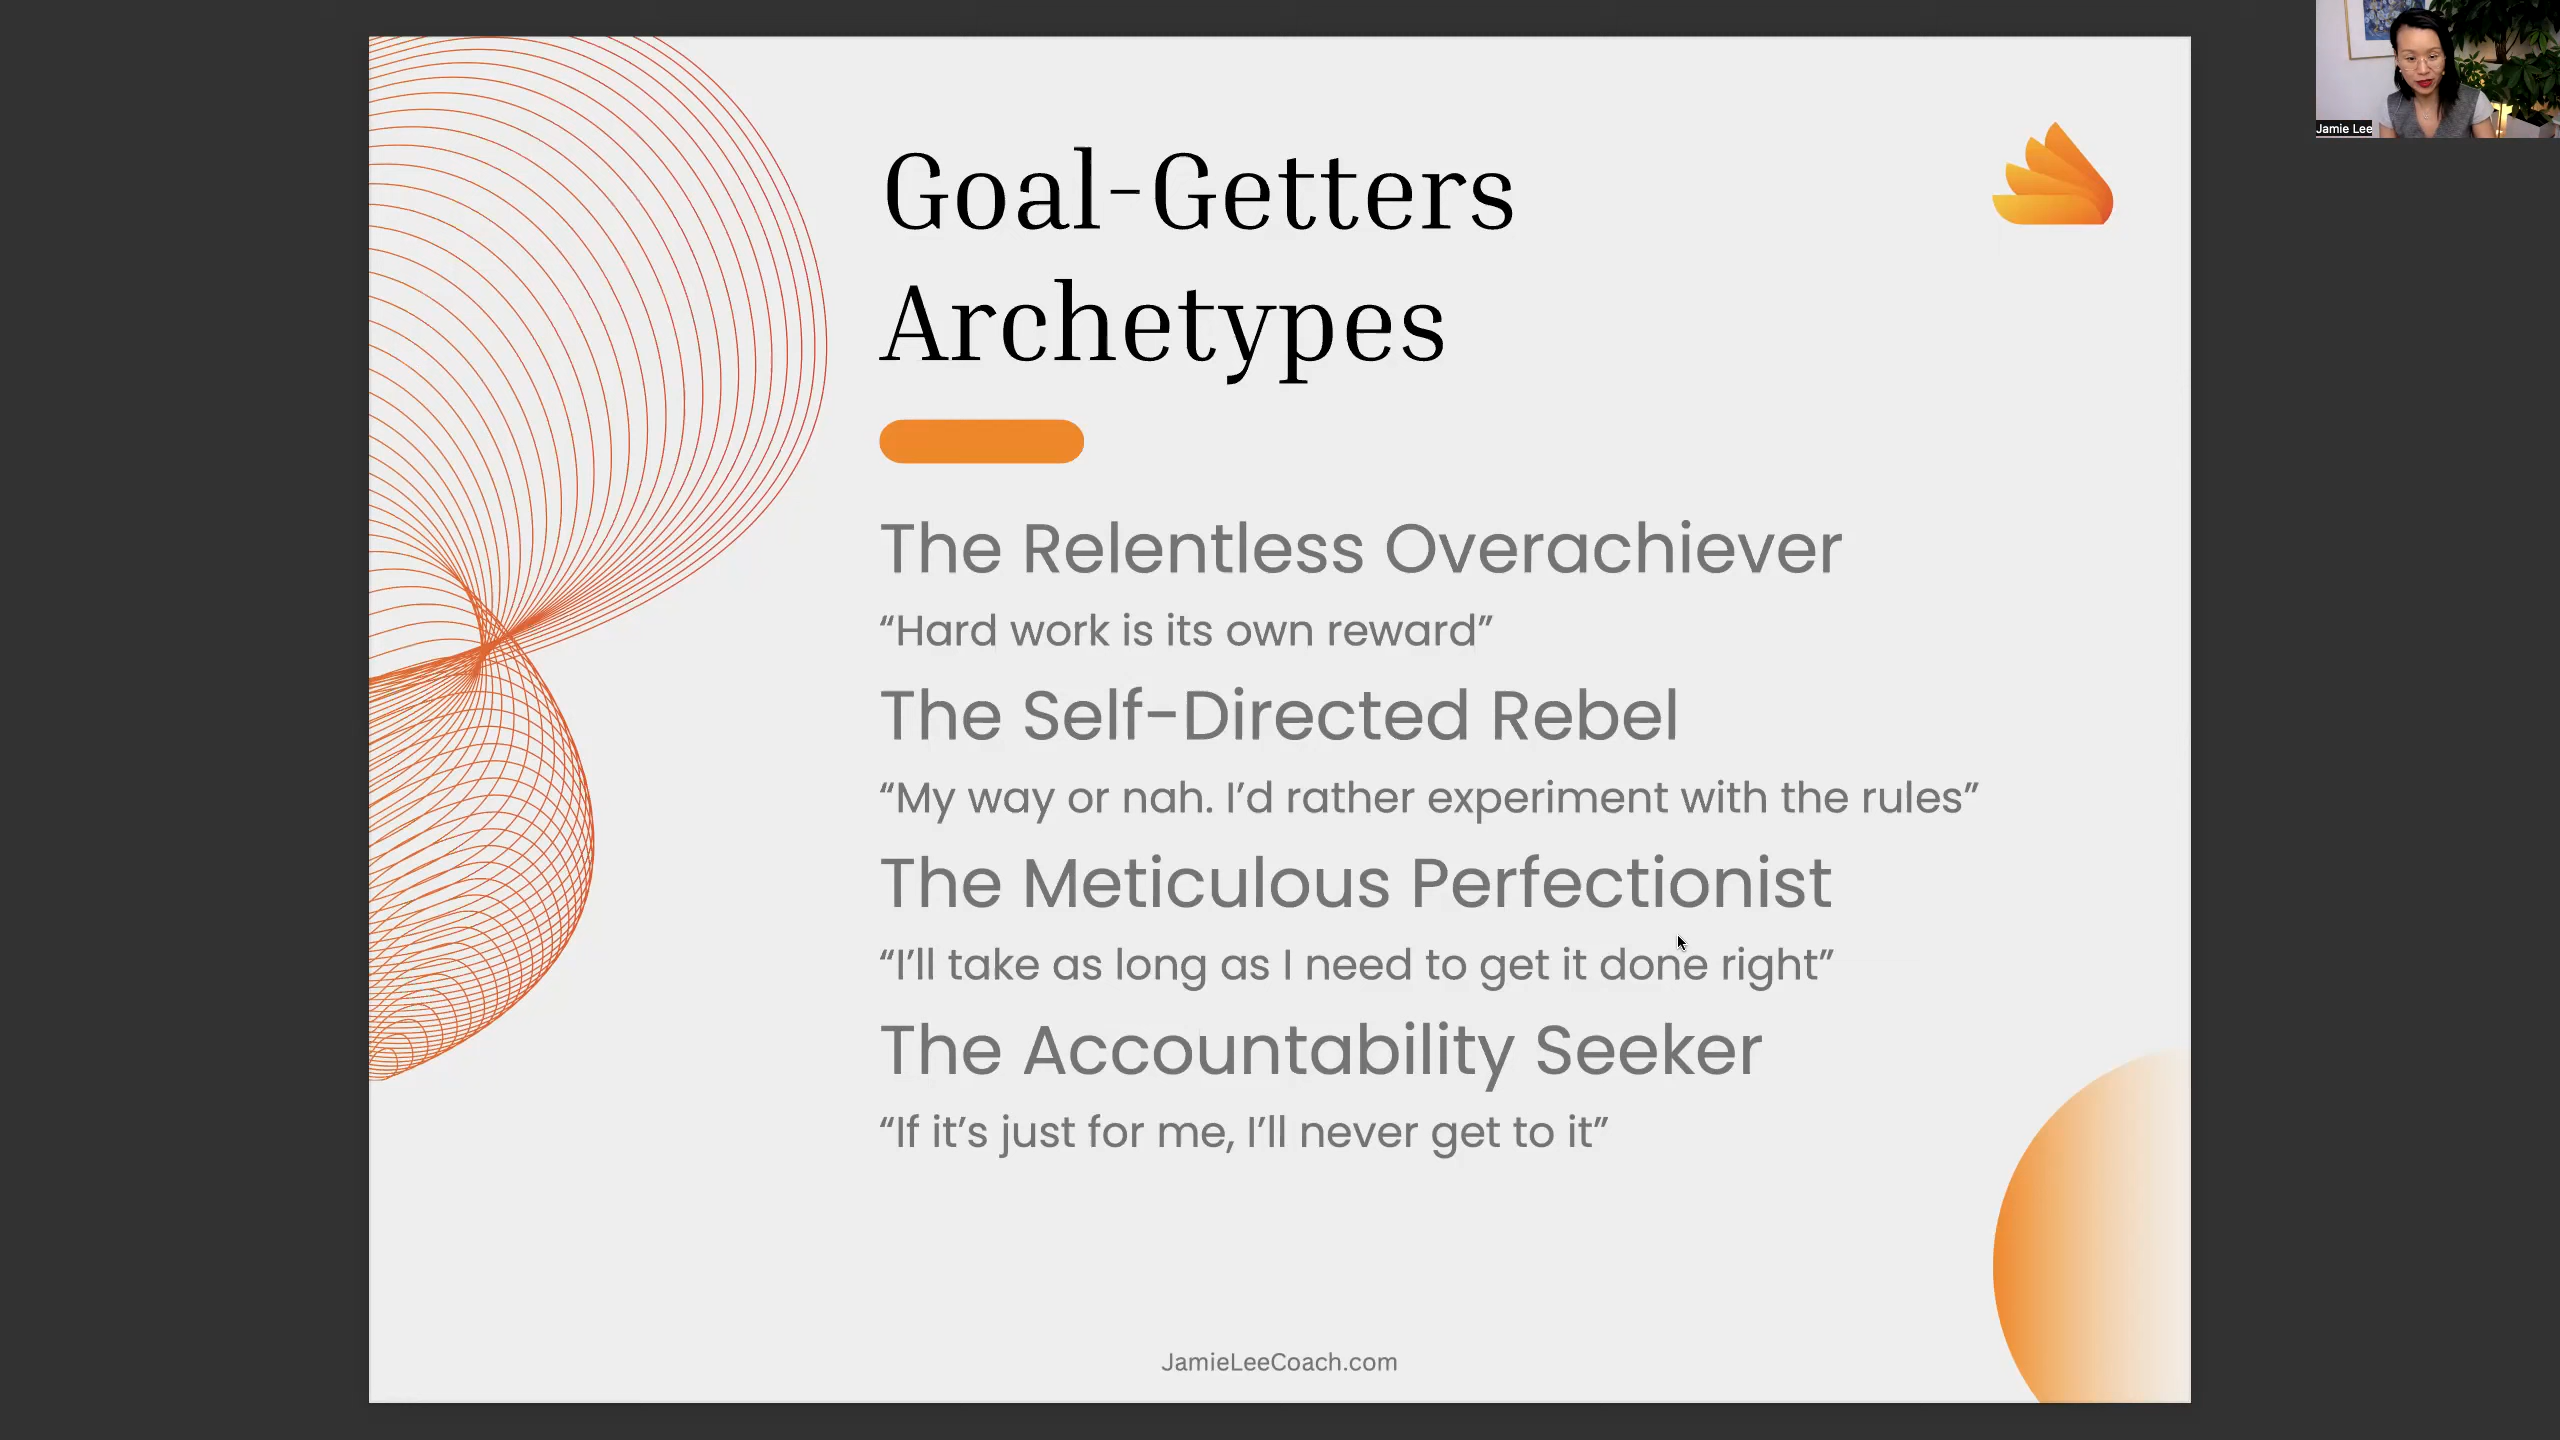 Goal-Getters
Archetypes
The Relentless Overachiever
“Hard work is its own reward”
The Self-Directed Rebel
“My way or nah. I’d rather experiment with the rules”
The Meticulous Perfectionist
“I’ll take as long as I need to get it done right”
The Accountability Seeker
“If it’s just for me, I’ll never get to it”
JamieLeeCoach.com
Jamie Lee